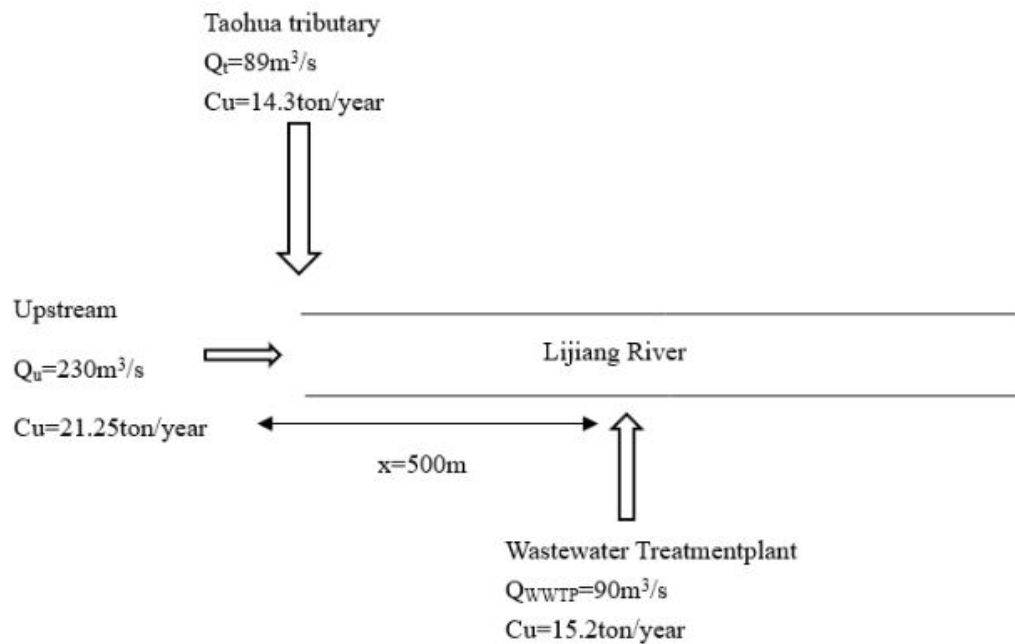 Taohua tributary
Qt=89m³/s
Cu=14.3ton/year
Upstream
Qu=230m³/s
Cu=21.25ton/year
Lijiang River
x=500m
Wastewater Treatmentplant
QWWTP=90m³/s
Cu=15.2ton/year